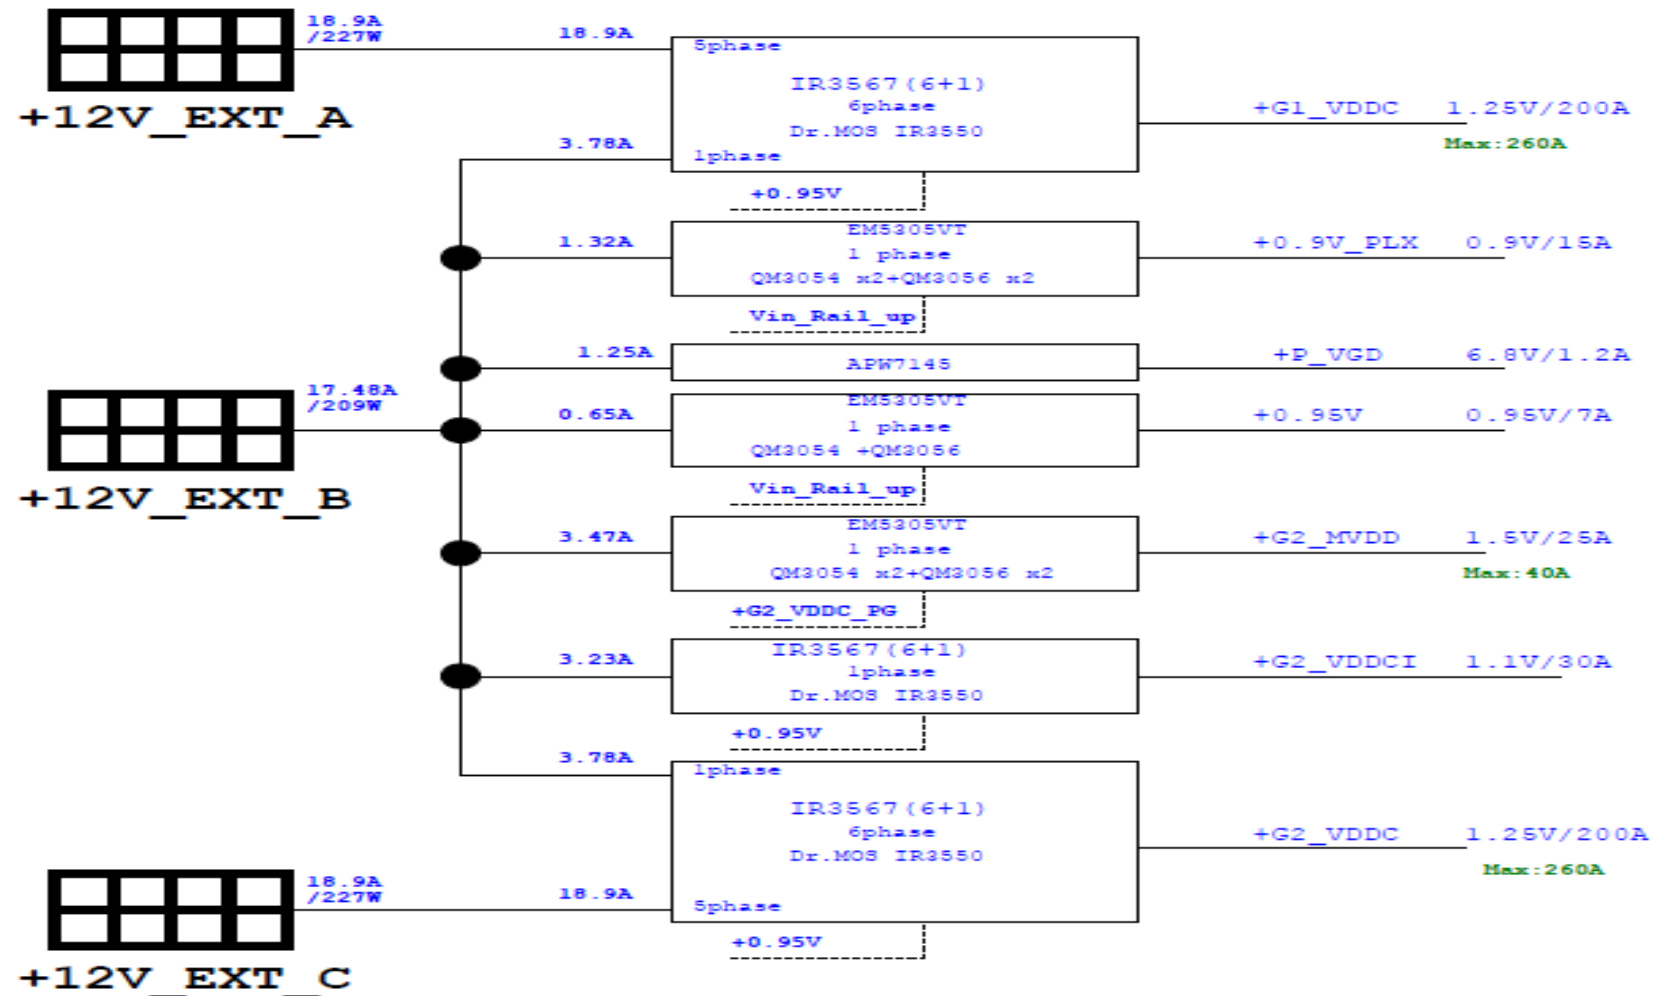 18.9A
/227W
+12V_EXT_A
18.9A
5phase
IR3567(6+1)
6phase
Dr.MOS IR3550
3.78A
1phase
+G1_VDDC 1.25V/200A
Max:260A
+0.95V
1.32A
EM5305VT
1 phase
QM3054 x2+QM3056 x2
+0.9V_PLX 0.9V/15A
Vin_Rail_up
1.25A
APW7145
+P_VGD 6.8V/1.2A
17.48A
/209W
+12V_EXT_B
0.65A
EM5305VT
1 phase
QM3054 +QM3056
+0.95V 0.95V/7A
Vin_Rail_up
3.47A
EM5305VT
1 phase
QM3054 x2+QM3056 x2
+G2_MVDD 1.5V/25A
Max:40A
+G2_VDDC_PG
3.23A
IR3567(6+1)
1phase
Dr.MOS IR3550
+G2_VDDCI 1.1V/30A
+0.95V
3.78A
1phase
IR3567(6+1)
6phase
Dr.MOS IR3550
+G2_VDDC 1.25V/200A
Max:260A
18.9A
/227W
+12V_EXT_C
18.9A
5phase
+0.95V